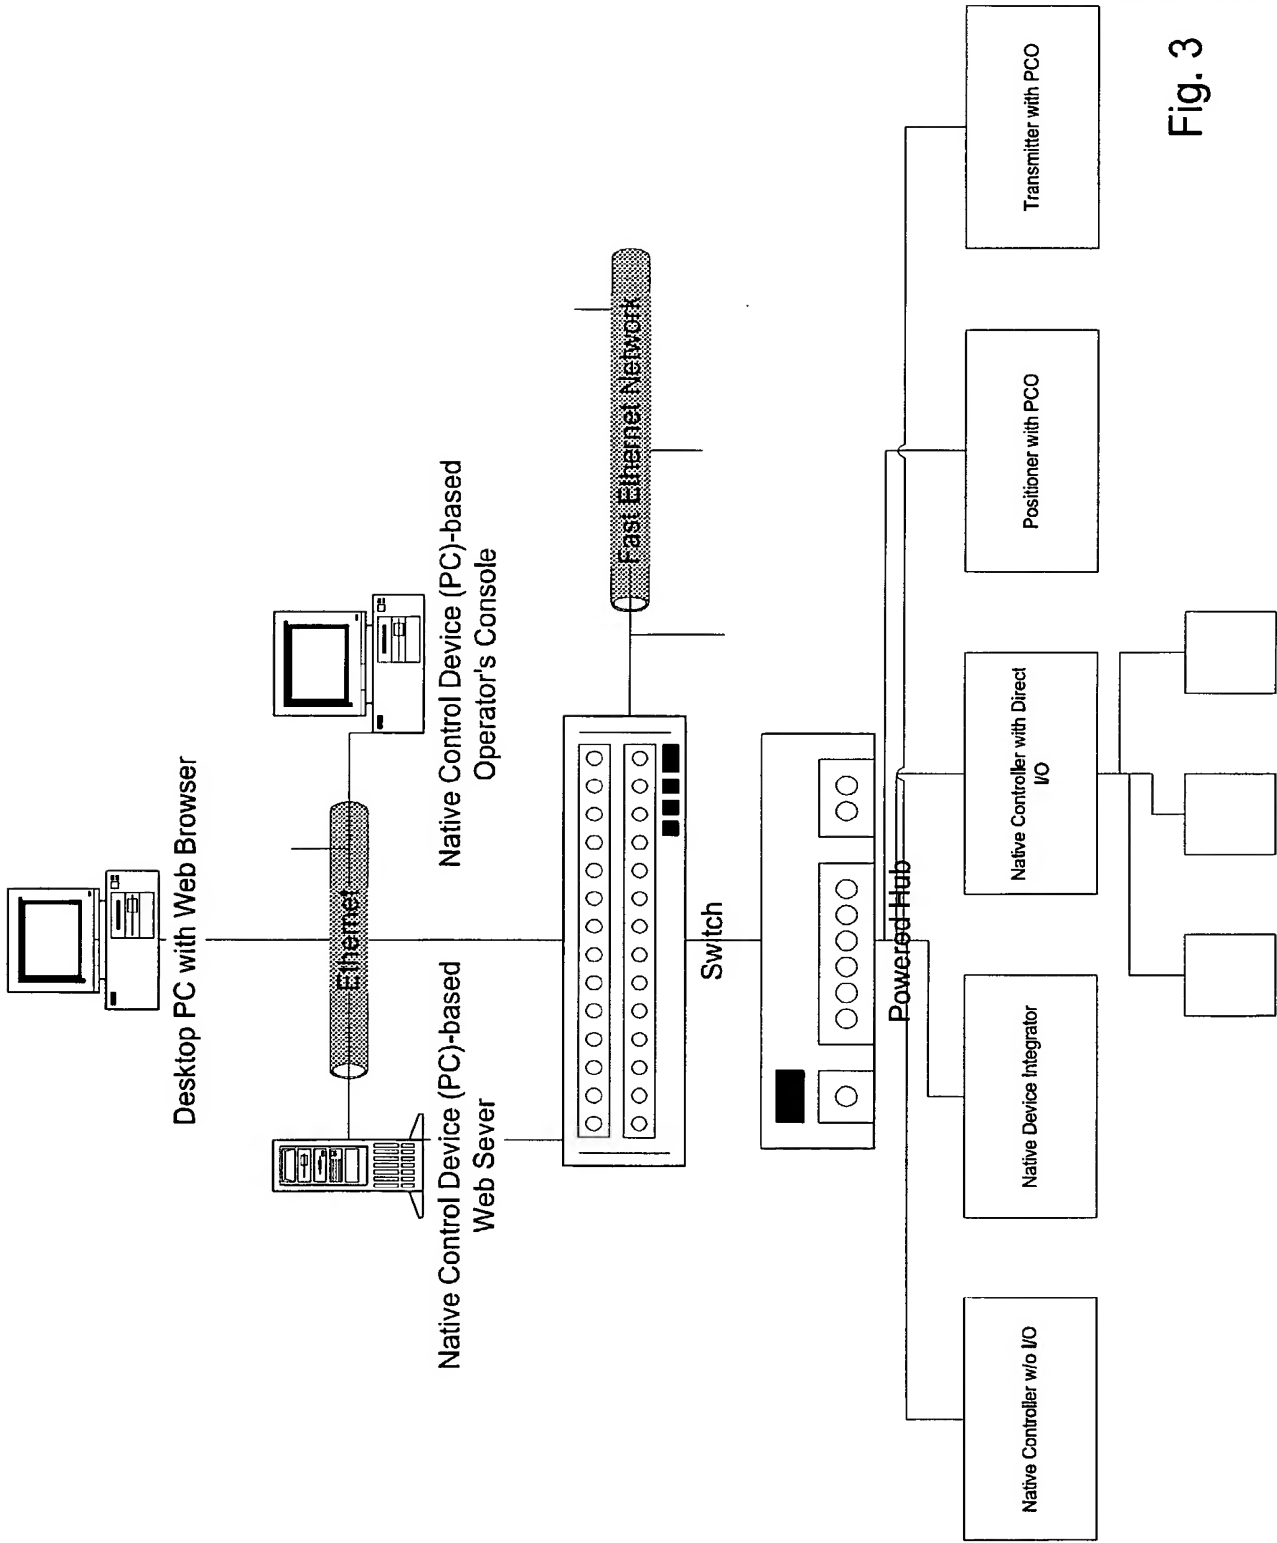 Desktop PC with Web Browser
Ethernet
Native Control Device (PC)-based
Web Sever
Native Control Device (PC)-based
Operator's Console
Fast Ethernet Network
Switch
Powered Hub
Native Controller w/o I/O
Native Device Integrator
Native Controller with Direct
I/O
Positioner with PCO
Transmitter with PCO
Fig. 3